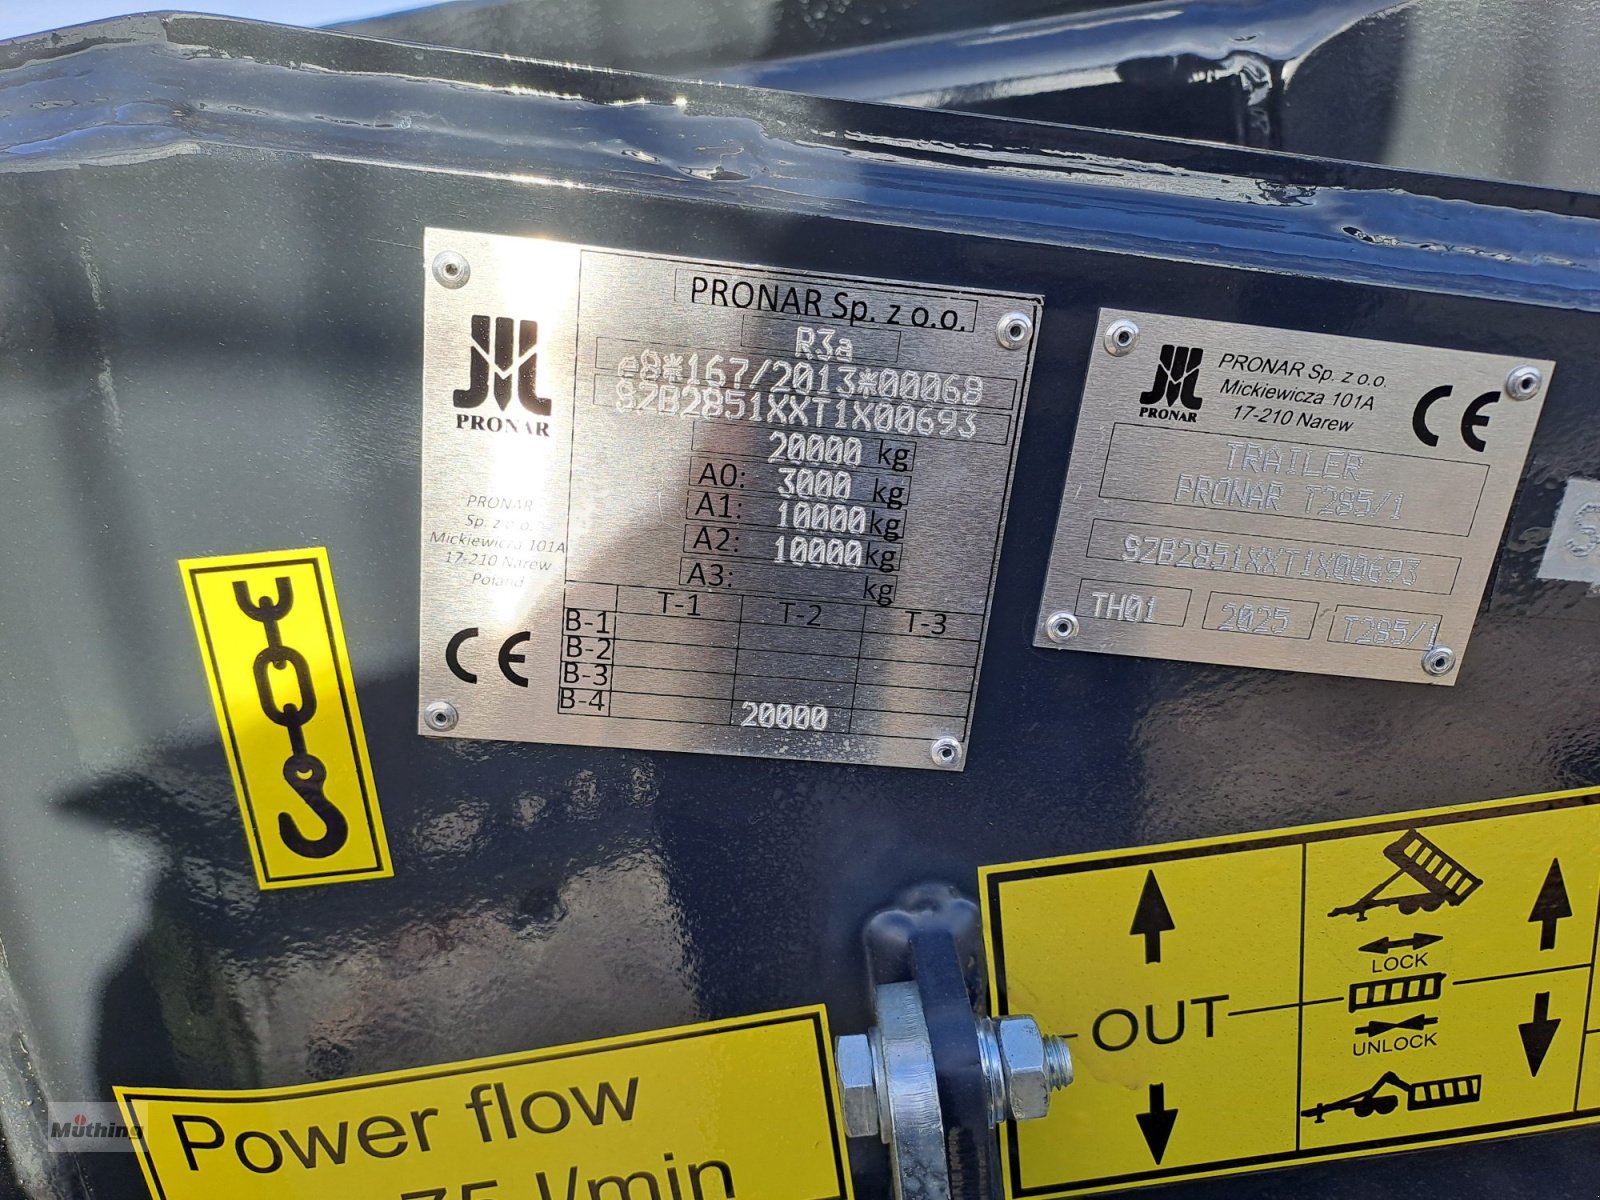 PRONAR Sp. z o.o.
R3a
e8*167/2013*00068
SZB2851XXT1X00693
20000 kg
A0: 3000 kg
A1: 10000 kg
A2: 10000 kg
A3: kg
T-1 T-2 T-3
B-1
B-2
B-3
B-4 20000
PRONAR
PRONAR
Sp. z o.o.
Mickiewicza 101A
17-210 Narew
Poland
CE
PRONAR
PRONAR Sp. z o.o.
Mickiewicza 101A
17-210 Narew
CE
TRAILER
PRONAR T285/1
SZB2851XXT1X00693
TH01 2025 T285/1
S
OUT
LOCK
UNLOCK
Power flow
75 l/min
Müthing